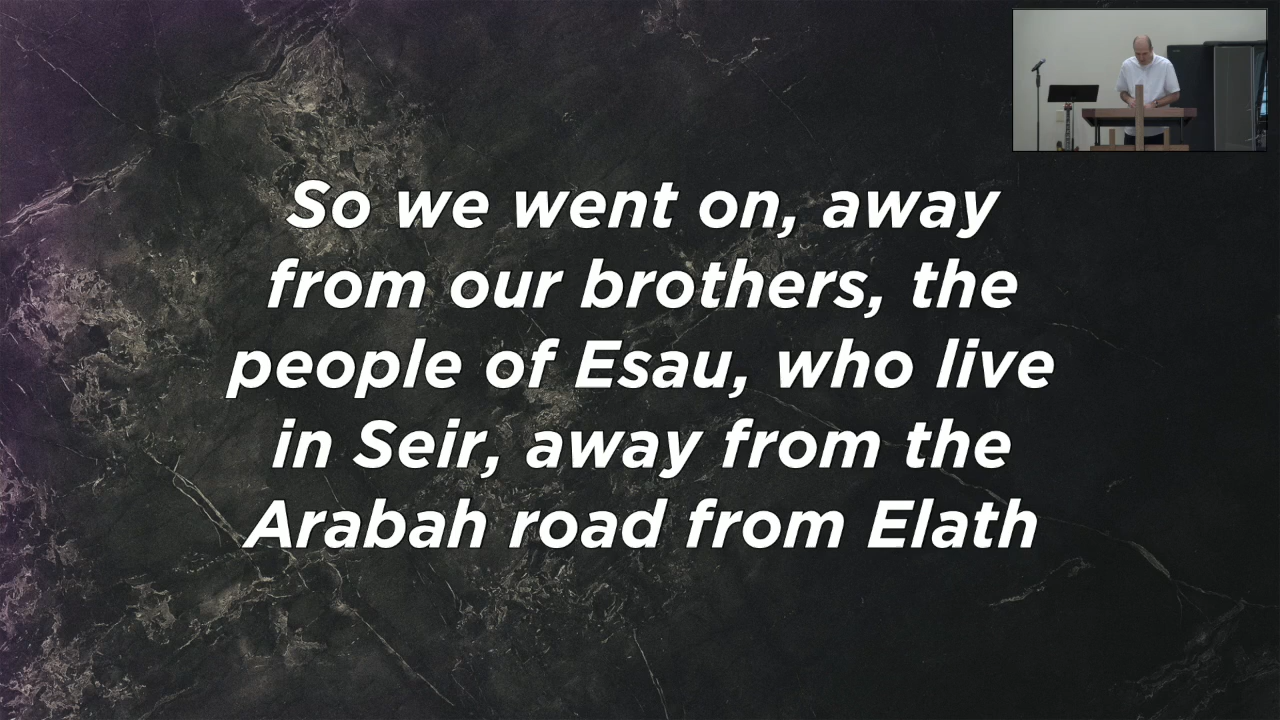 So we went on, away
from our brothers, the
people of Esau, who live
in Seir, away from the
Arabah road from Elath